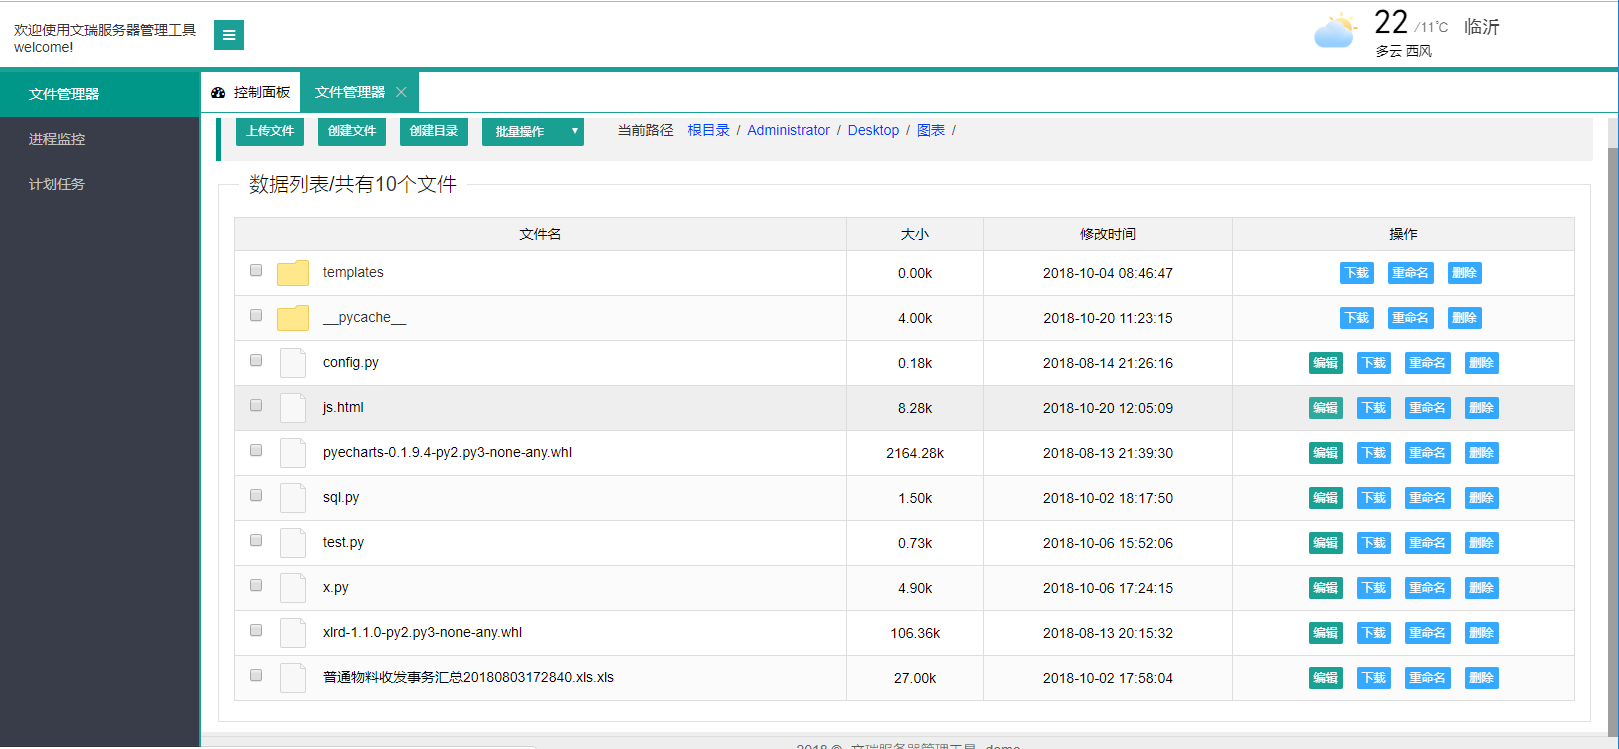 欢迎使用文瑞服务器管理工具
welcome!
22 /11℃ 临沂
多云 西风
文件管理器
进程监控
计划任务
控制面板 文件管理器
上传文件 创建文件 创建目录 批量操作 当前路径 根目录 / Administrator / Desktop / 图表 /
数据列表/共有10个文件
文件名 大小 修改时间 操作
templates 0.00k 2018-10-04 08:46:47 下载 重命名 删除
__pycache__ 4.00k 2018-10-20 11:23:15 下载 重命名 删除
config.py 0.18k 2018-08-14 21:26:16 编辑 下载 重命名 删除
js.html 8.28k 2018-10-20 12:05:09 编辑 下载 重命名 删除
pyecharts-0.1.9.4-py2.py3-none-any.whl 2164.28k 2018-08-13 21:39:30 编辑 下载 重命名 删除
sql.py 1.50k 2018-10-02 18:17:50 编辑 下载 重命名 删除
test.py 0.73k 2018-10-06 15:52:06 编辑 下载 重命名 删除
x.py 4.90k 2018-10-06 17:24:15 编辑 下载 重命名 删除
xlrd-1.1.0-py2.py3-none-any.whl 106.36k 2018-08-13 20:15:32 编辑 下载 重命名 删除
普通物料收发事务汇总20180803172840.xls.xls 27.00k 2018-10-02 17:58:04 编辑 下载 重命名 删除
2018 © 文瑞服务器管理工具 demo